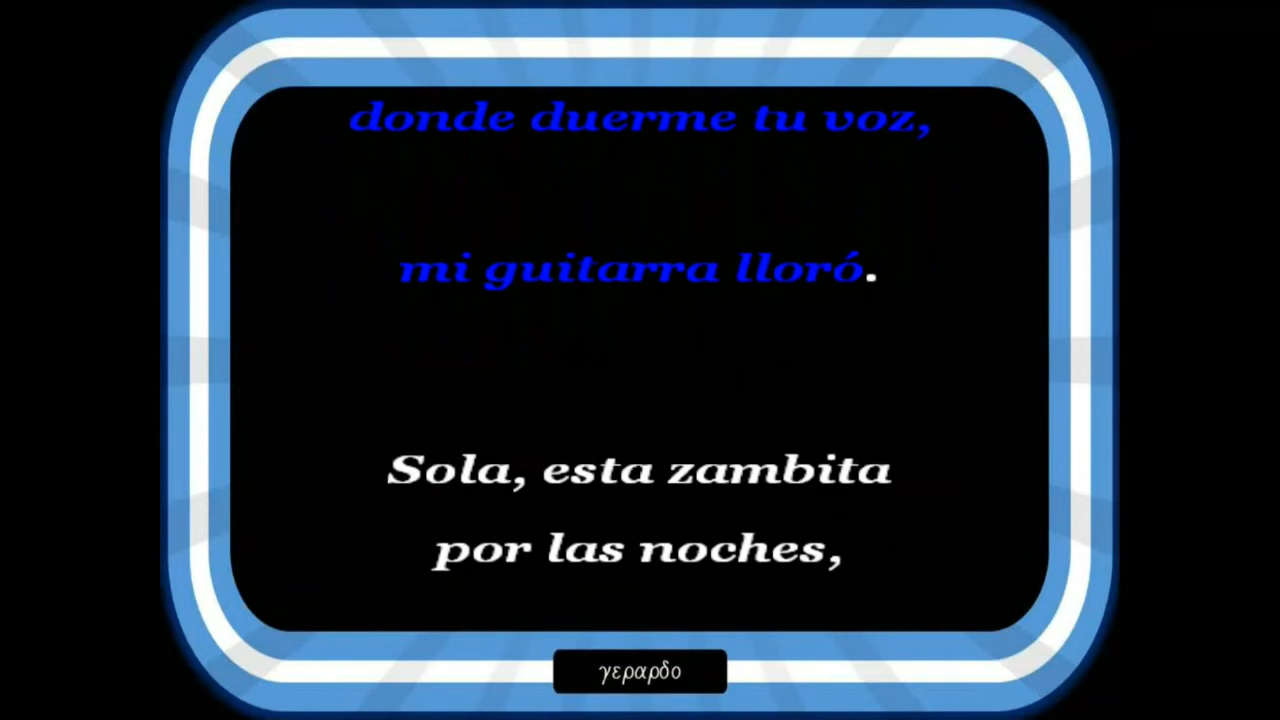 donde duerme tu voz,
mi guitarra lloró.
Sola, esta zambita
por las noches,
γεραρδο